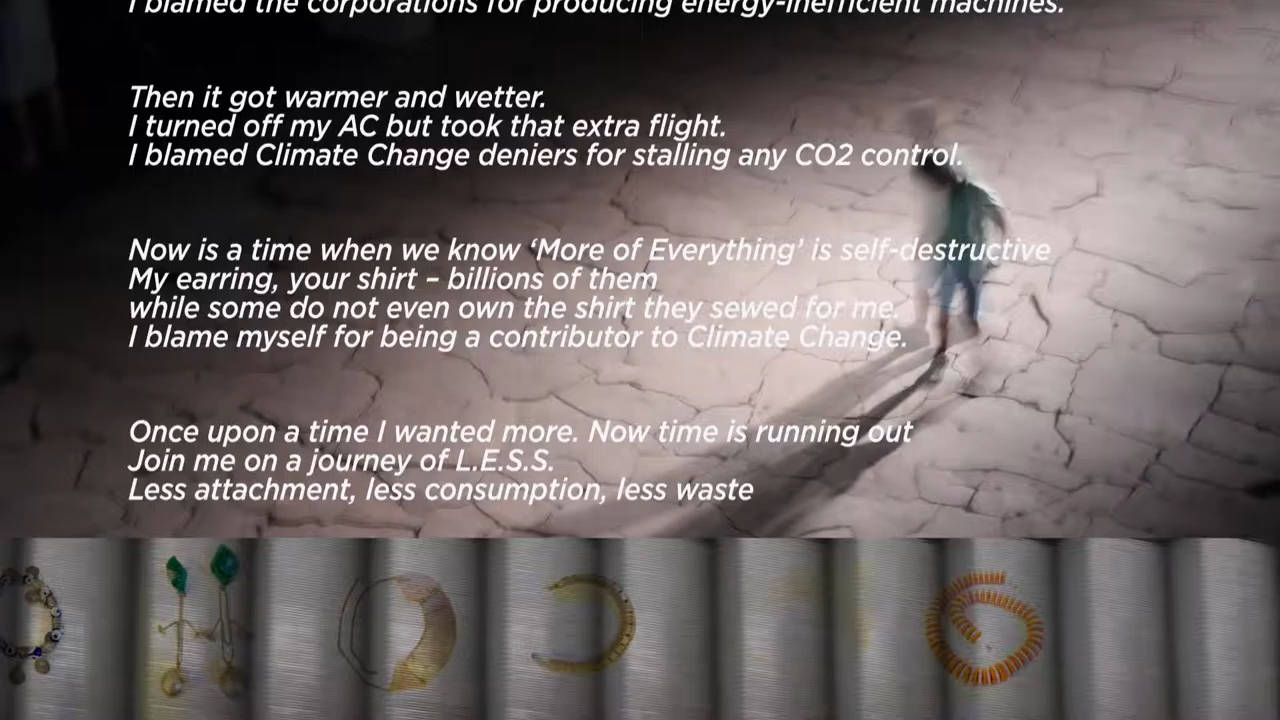 I blamed the corporations for producing energy-inefficient machines.
Then it got warmer and wetter.
I turned off my AC but took that extra flight.
I blamed Climate Change deniers for stalling any CO2 control.
Now is a time when we know ‘More of Everything’ is self-destructive
My earring, your shirt – billions of them
while some do not even own the shirt they sewed for me.
I blame myself for being a contributor to Climate Change.
Once upon a time I wanted more. Now time is running out
Join me on a journey of L.E.S.S.
Less attachment, less consumption, less waste